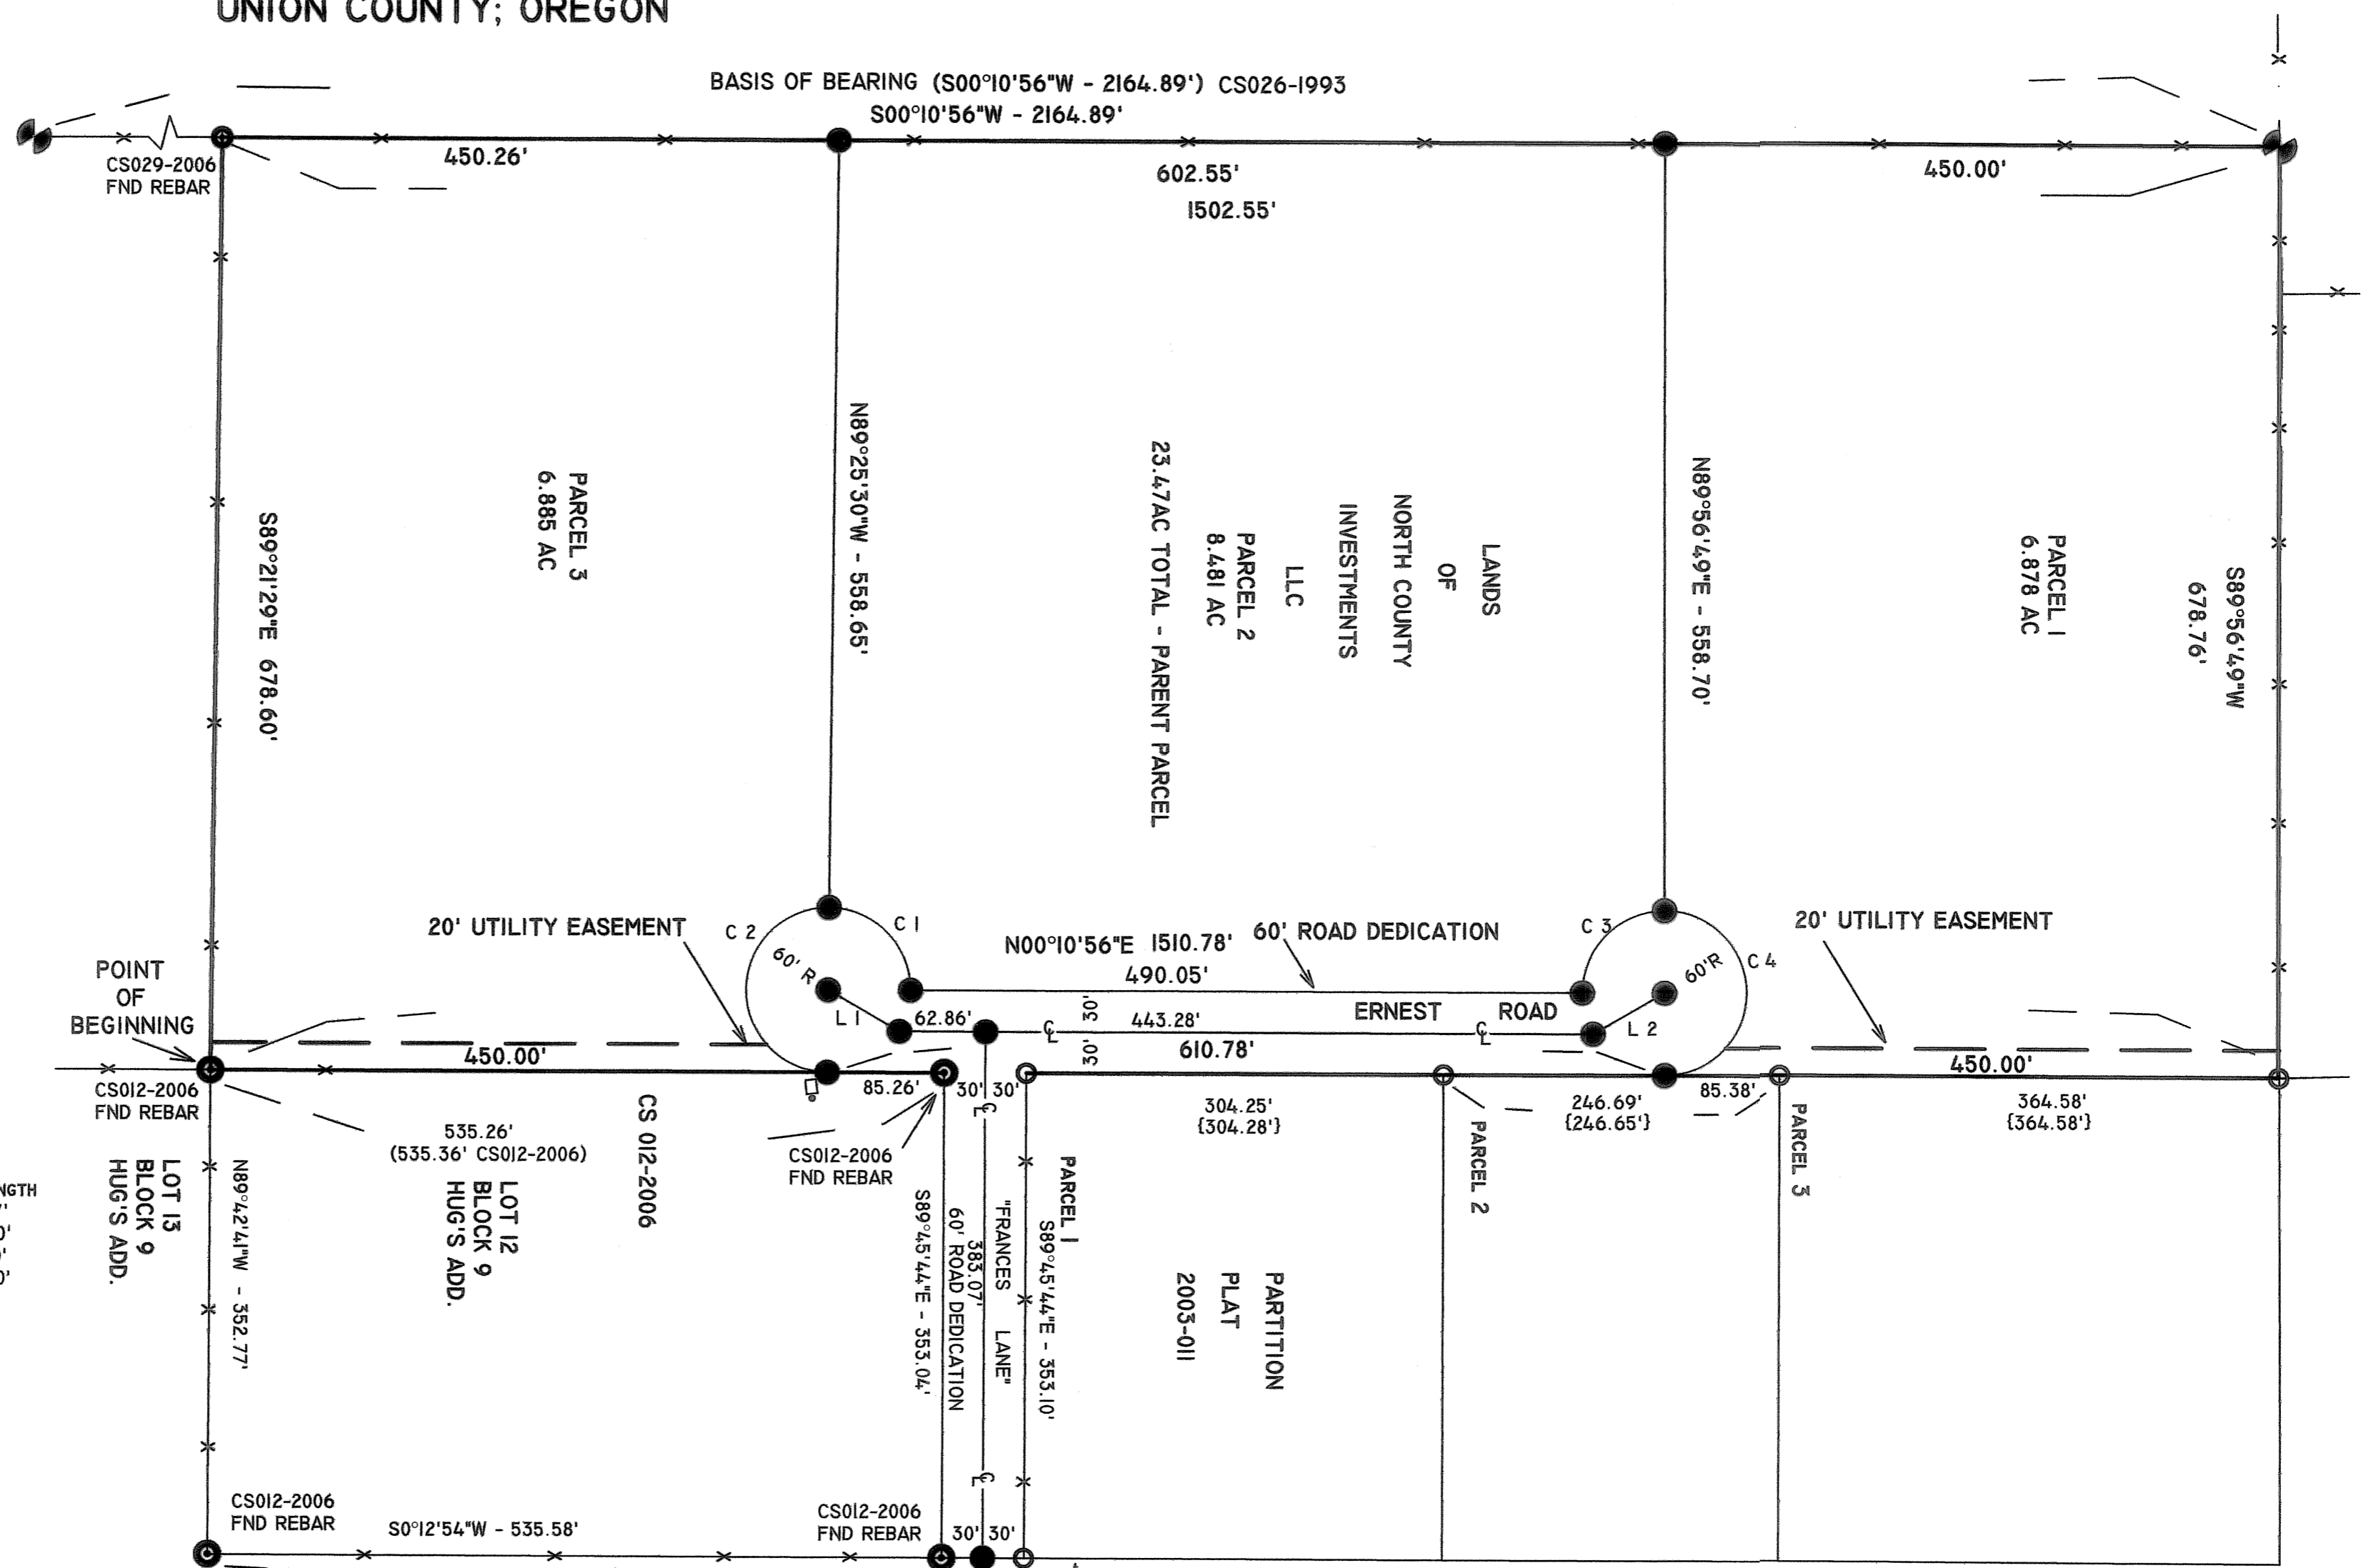 UNION COUNTY; OREGON
BASIS OF BEARING (S00°10'56"W - 2164.89') CS026-1993
S00°10'56"W - 2164.89'
CS029-2006
FND REBAR
450.26'
602.55'
1502.55'
450.00'
S89°21'29"E 678.60'
PARCEL 3
6.885 AC
N89°25'30"W - 558.65'
LANDS
OF
NORTH COUNTY
INVESTMENTS
LLC
PARCEL 2
8.481 AC
23.47AC TOTAL - PARENT PARCEL
N89°56'49"E - 558.70'
PARCEL 1
6.878 AC
S89°56'49"W
678.76'
20' UTILITY EASEMENT
C 2
C 1
60' R
L 1
N00°10'56"E 1510.78'
60' ROAD DEDICATION
490.05'
C 3
C 4
60'R
L 2
20' UTILITY EASEMENT
ERNEST ROAD
30'
30'
62.86'
443.28'
610.78'
POINT
OF
BEGINNING
CS012-2006
FND REBAR
450.00'
85.26'
30' 30'
304.25'
{304.28'}
246.69'
{246.65'}
85.38'
450.00'
364.58'
{364.58'}
535.26'
(535.36' CS012-2006)
CS012-2006
FND REBAR
CS 012-2006
LOT 13
BLOCK 9
HUG'S ADD.
N89°42'41"W - 352.77'
LOT 12
BLOCK 9
HUG'S ADD.
S89°45'44"E - 353.04'
60' ROAD DEDICATION
383.07'
"FRANCES LANE"
S89°45'44"E - 353.10'
PARCEL 1
PARTITION
PLAT
2003-011
PARCEL 2
PARCEL 3
CS012-2006
FND REBAR
S0°12'54"W - 535.58'
CS012-2006
FND REBAR
30' 30'